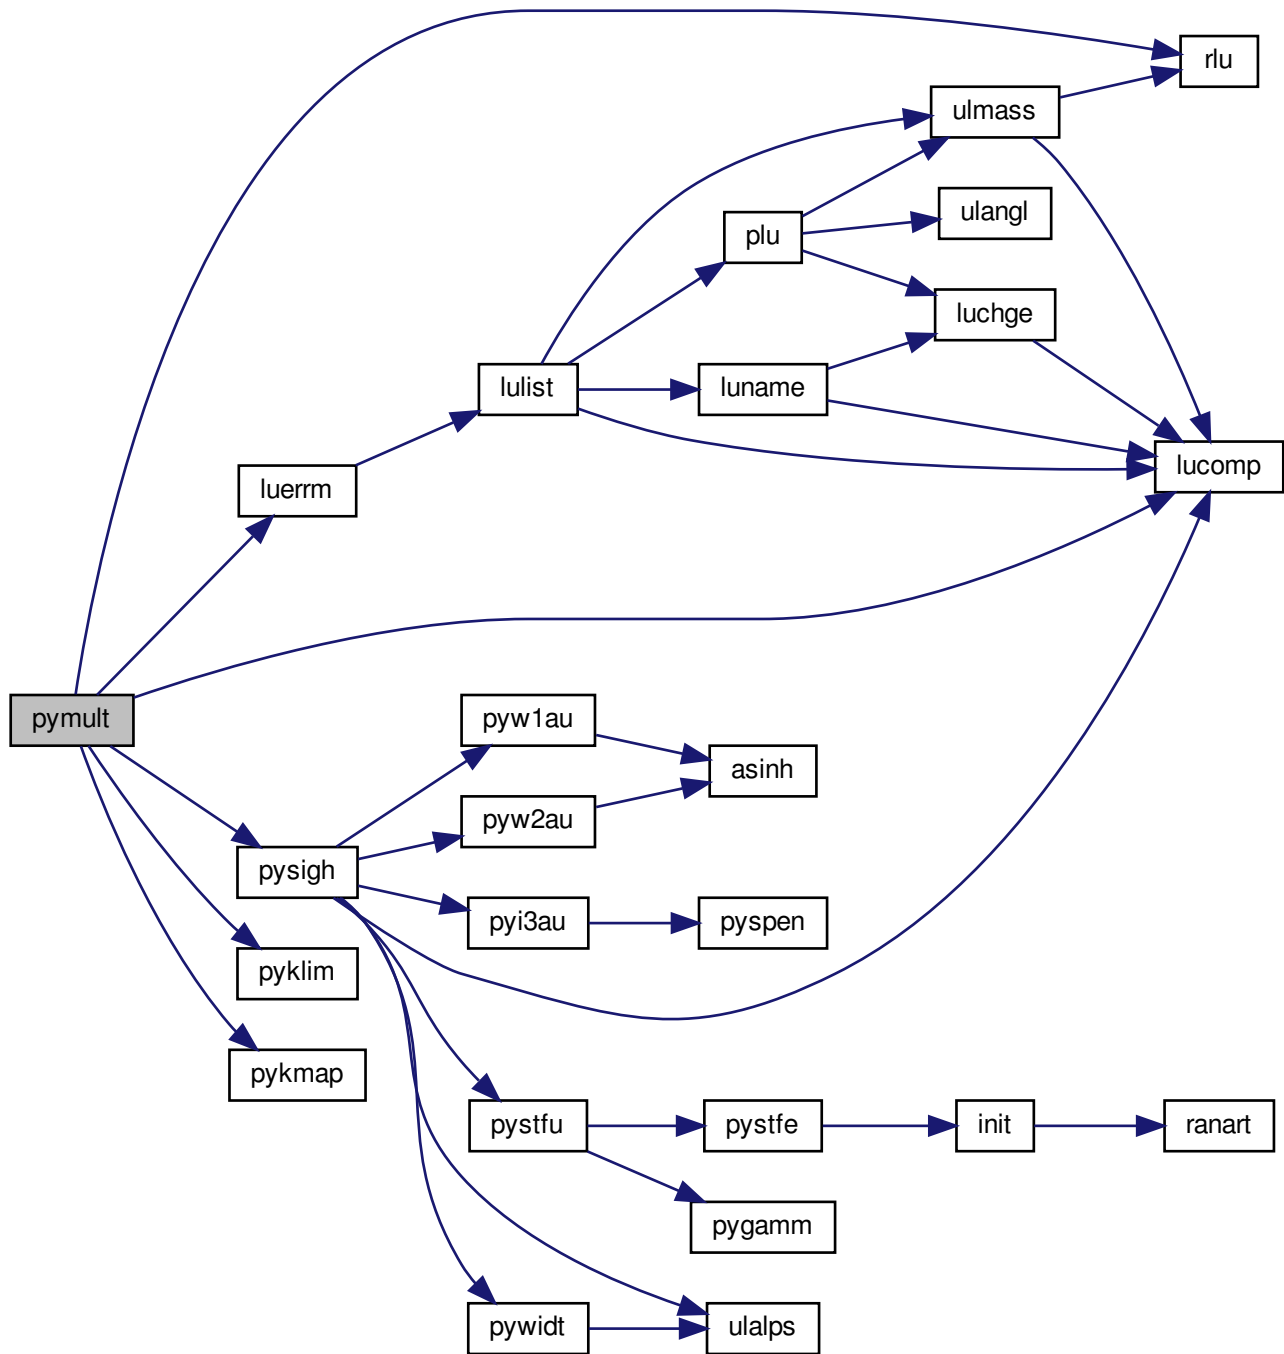 rlu
ulmass
ulangl
plu
luchge
lulist
luname
lucomp
luerrm
pymult
pyw1au
asinh
pyw2au
pysigh
pyi3au
pyspen
pyklim
pykmap
pystfu
pystfe
init
ranart
pygamm
pywidt
ulalps